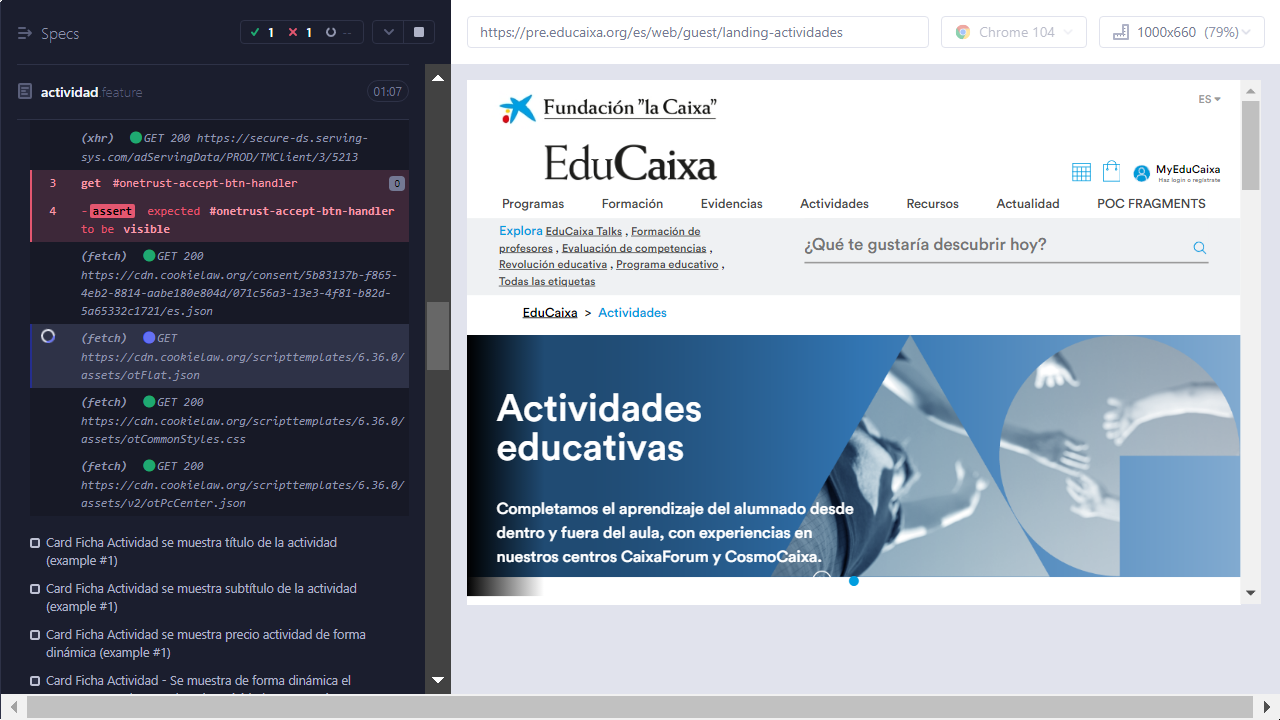 Specs
1
1
--
actividad.feature
01:07
(xhr) GET 200 https://secure-ds.serving-
sys.com/adServingData/PROD/TMClient/3/5213
3 get #onetrust-accept-btn-handler 0
4 -assert expected #onetrust-accept-btn-handler
to be visible
(fetch) GET 200
https://cdn.cookielaw.org/consent/5b83137b-f865-
4eb2-8814-aabe180e804d/071c56a3-13e3-4f81-b82d-
5a65332c1721/es.json
(fetch) GET
https://cdn.cookielaw.org/scripttemplates/6.36.0/
assets/otFlat.json
(fetch) GET 200
https://cdn.cookielaw.org/scripttemplates/6.36.0/
assets/otCommonStyles.css
(fetch) GET 200
https://cdn.cookielaw.org/scripttemplates/6.36.0/
assets/v2/otPcCenter.json
Card Ficha Actividad se muestra título de la actividad
(example #1)
Card Ficha Actividad se muestra subtítulo de la actividad
(example #1)
Card Ficha Actividad se muestra precio actividad de forma
dinámica (example #1)
Card Ficha Actividad - Se muestra de forma dinámica el
https://pre.educaixa.org/es/web/guest/landing-actividades
Chrome 104
1000x660 (79%)
Fundación "la Caixa"
ES
EduCaixa
MyEduCaixa
Haz login o regístrate
Programas Formación Evidencias Actividades Recursos Actualidad POC FRAGMENTS
Explora EduCaixa Talks , Formación de
profesores , Evaluación de competencias ,
Revolución educativa , Programa educativo ,
Todas las etiquetas
¿Qué te gustaría descubrir hoy?
EduCaixa > Actividades
Actividades
educativas
Completamos el aprendizaje del alumnado desde
dentro y fuera del aula, con experiencias en
nuestros centros CaixaForum y CosmoCaixa.